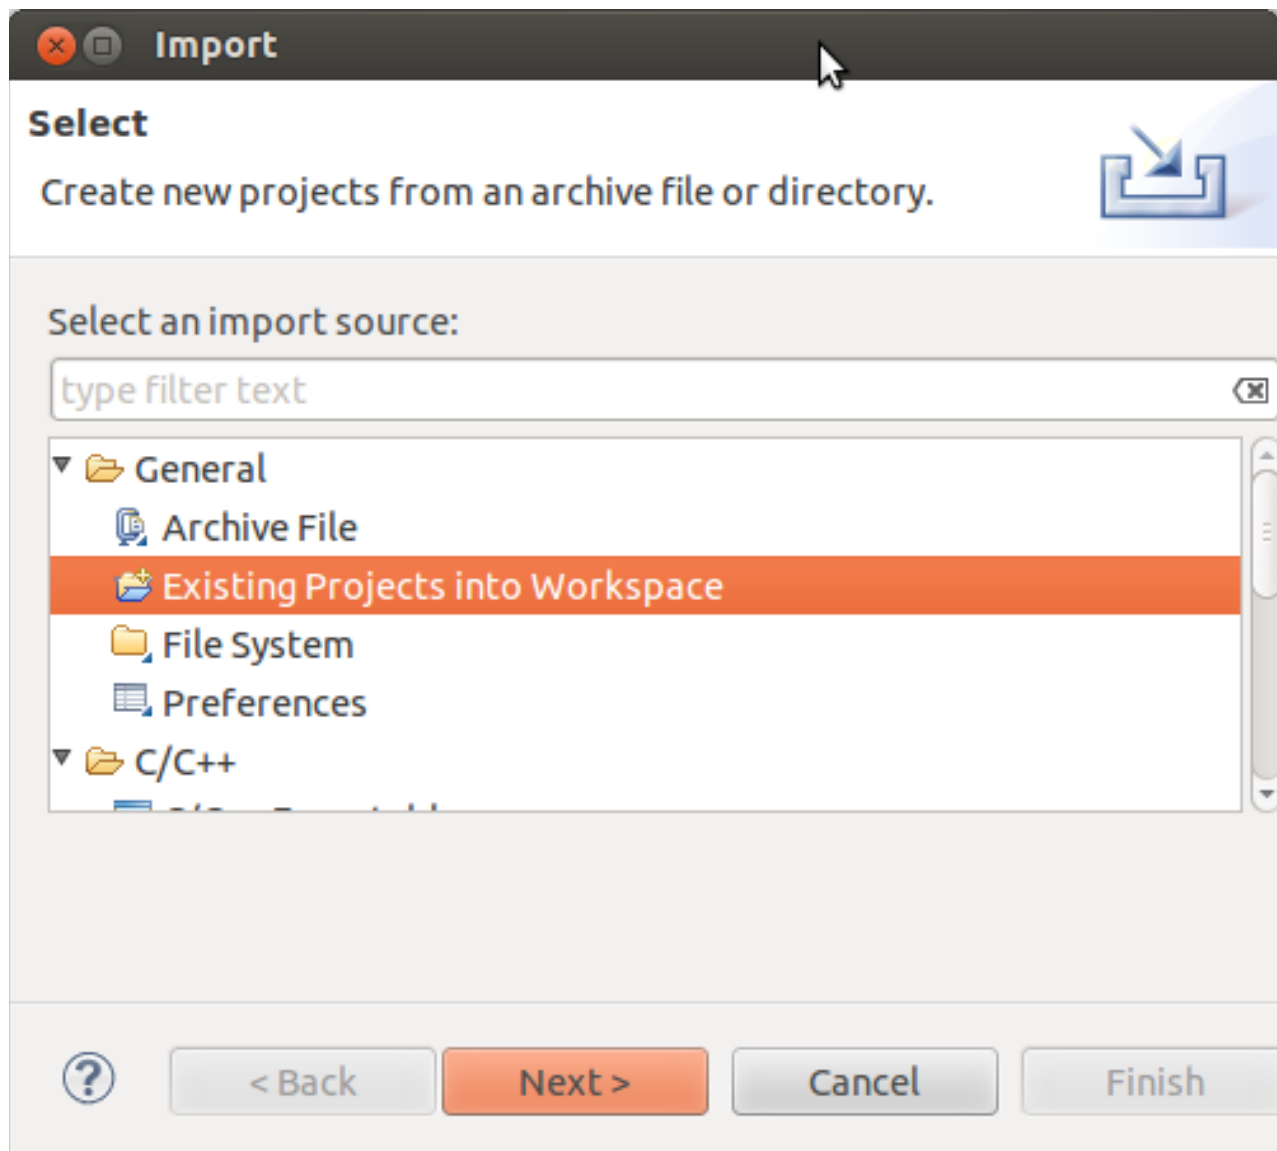 Import
Select
Create new projects from an archive file or directory.
Select an import source:
type filter text
General
Archive File
Existing Projects into Workspace
File System
Preferences
C/C++
?
< Back
Next >
Cancel
Finish